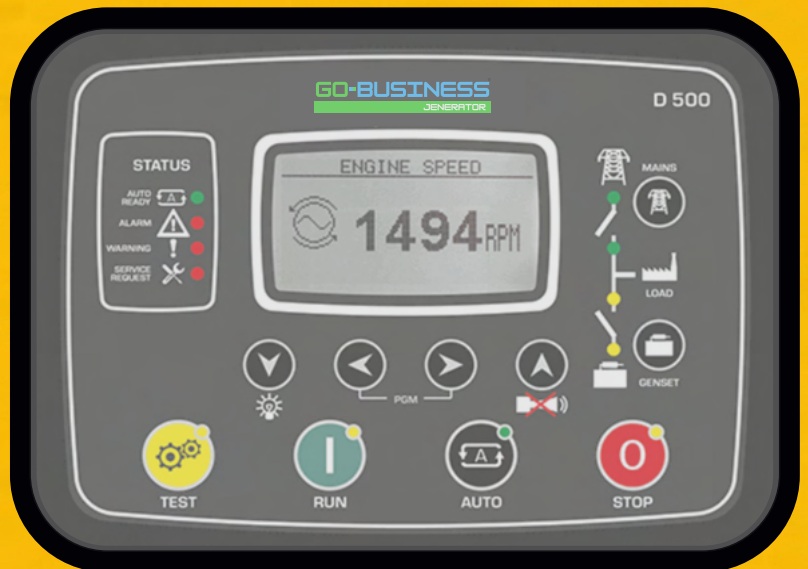 GO-BUSINESS
JENERATOR
D 500
STATUS
AUTO
READY
A
ALARM
WARNING
SERVICE
REQUEST
ENGINE SPEED
1494RPM
MAINS
LOAD
GENSET
PGM
TEST
I
RUN
A
AUTO
O
STOP